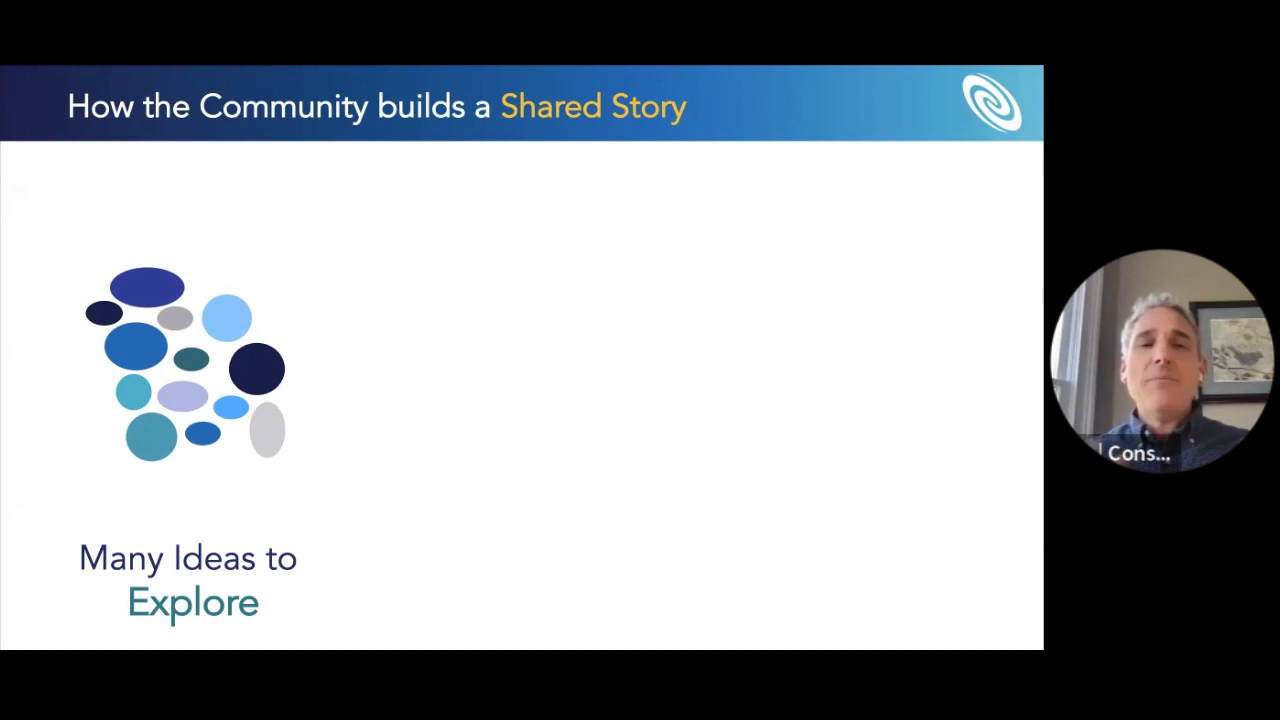 How the Community builds a Shared Story
Many Ideas to
Explore
Cons...